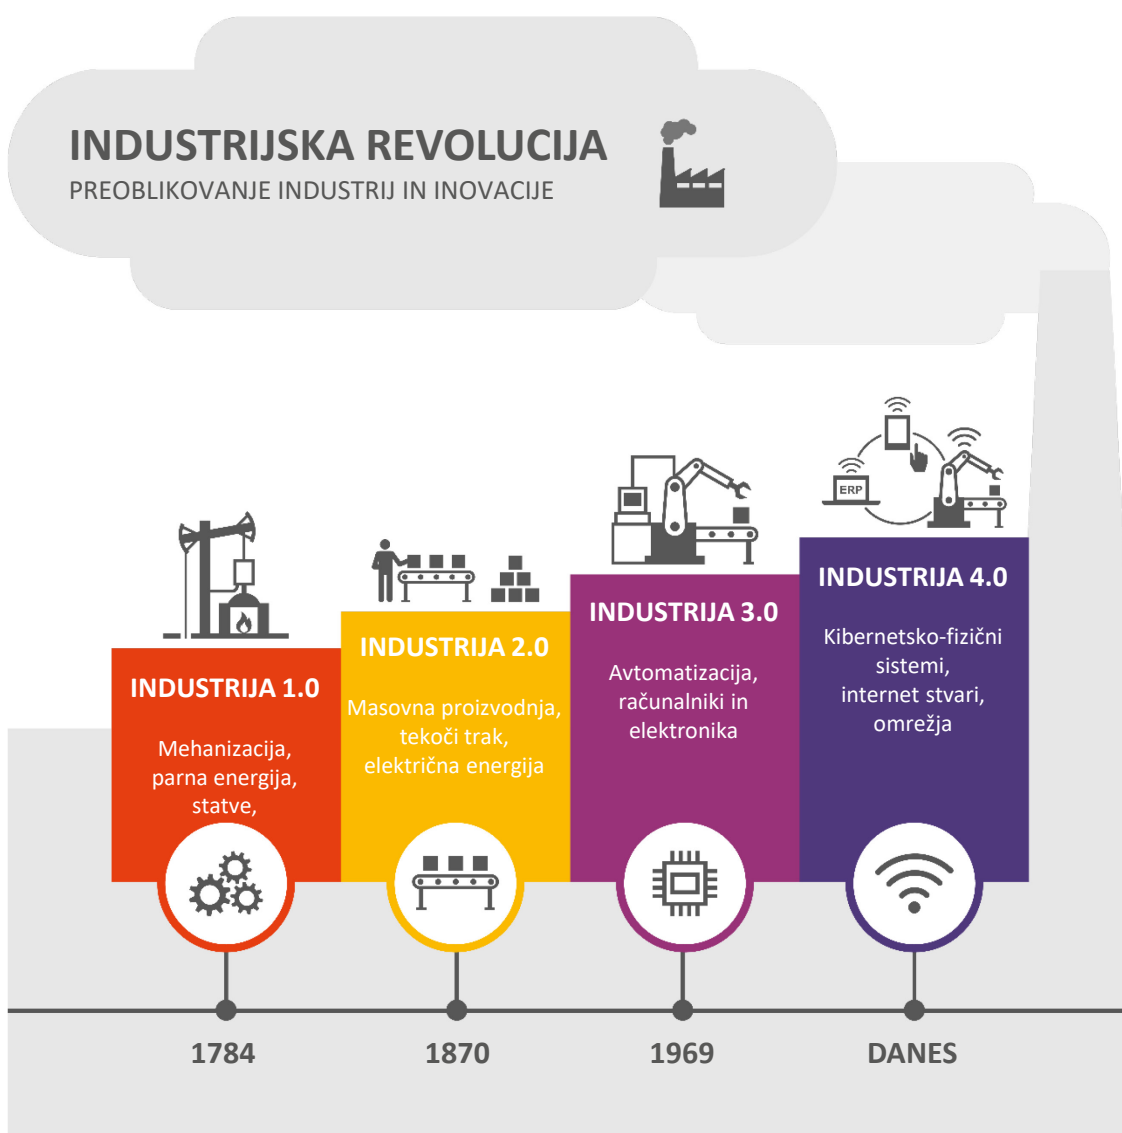 INDUSTRIJSKA REVOLUCIJA
PREOBLIKOVANJE INDUSTRIJ IN INOVACIJE
ERP
INDUSTRIJA 1.0
Mehanizacija,
parna energija,
statve,
INDUSTRIJA 2.0
Masovna proizvodnja,
tekoči trak,
električna energija
INDUSTRIJA 3.0
Avtomatizacija,
računalniki in
elektronika
INDUSTRIJA 4.0
Kibernetsko-fizični
sistemi,
internet stvari,
omrežja
1784
1870
1969
DANES